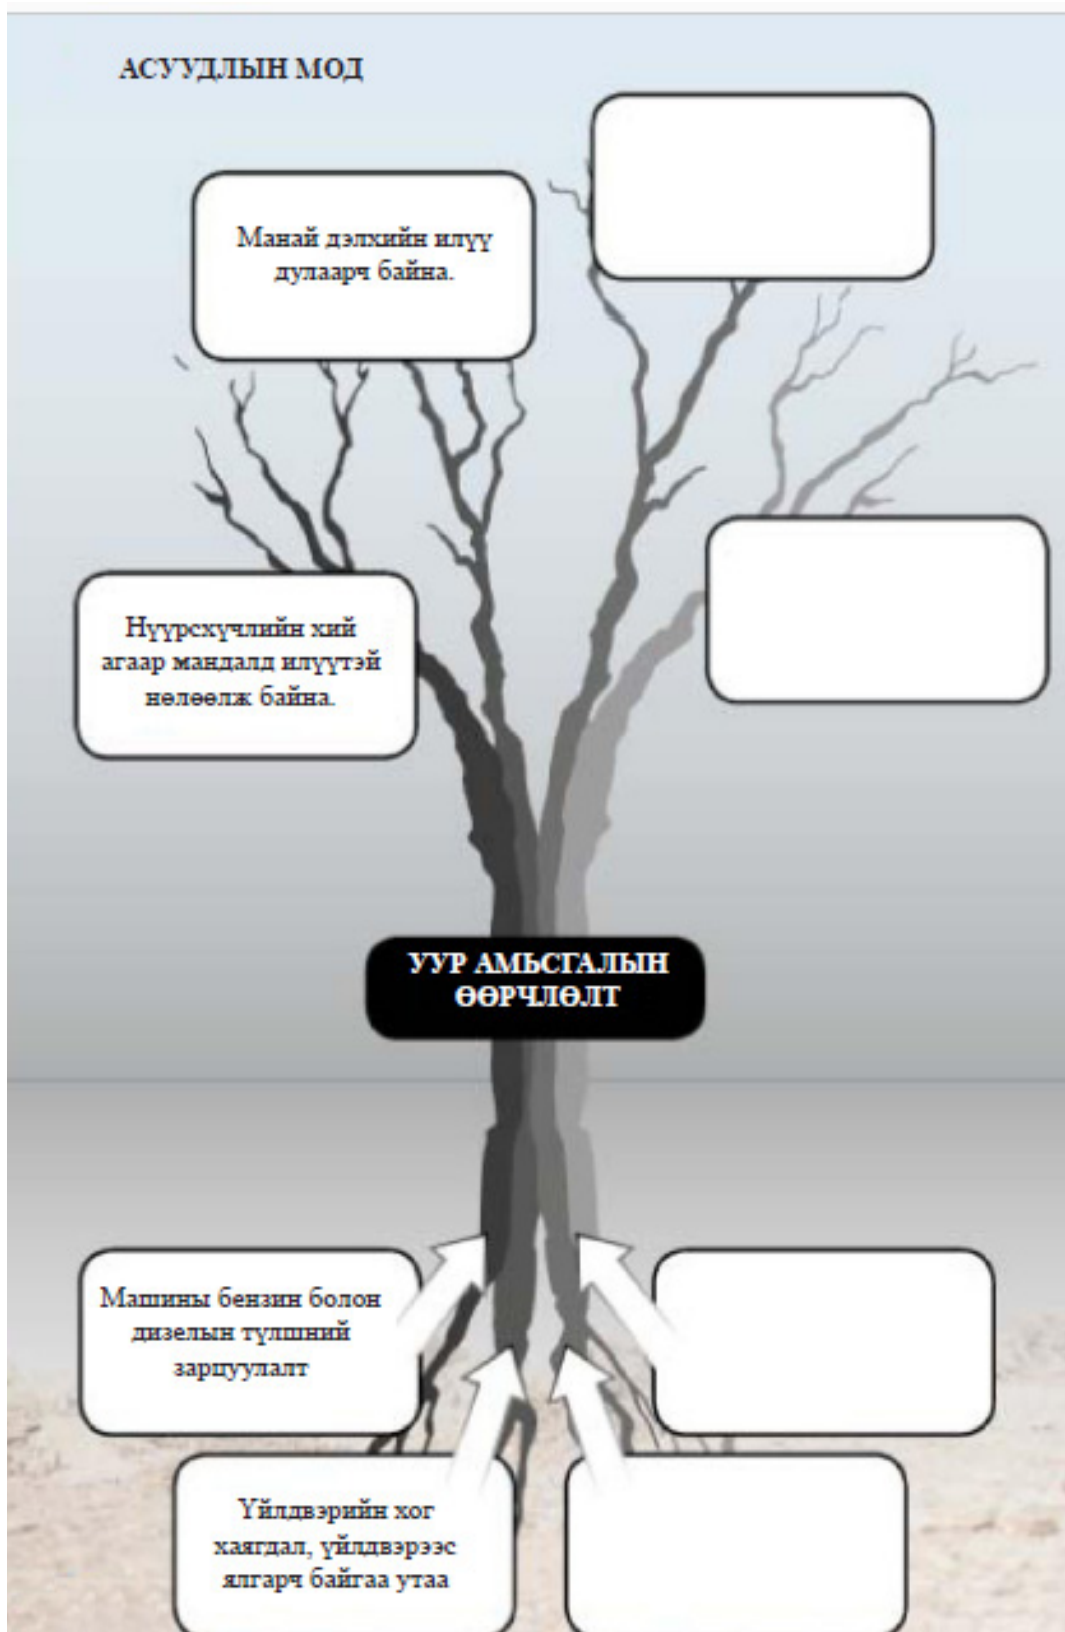 АСУУДЛЫН МОД
Манай дэлхийн илүү
дулаарч байна.
Нүүрсхүчлийн хий
агаар мандалд илүүтэй
нөлөөлж байна.
УУР АМЬСГАЛЫН
ӨӨРЧЛӨЛТ
Машины бензин болон
дизелын түлшний
зарцуулалт
Үйлдвэрийн хог
хаягдал, үйлдвэрээс
ялгарч байгаа утаа